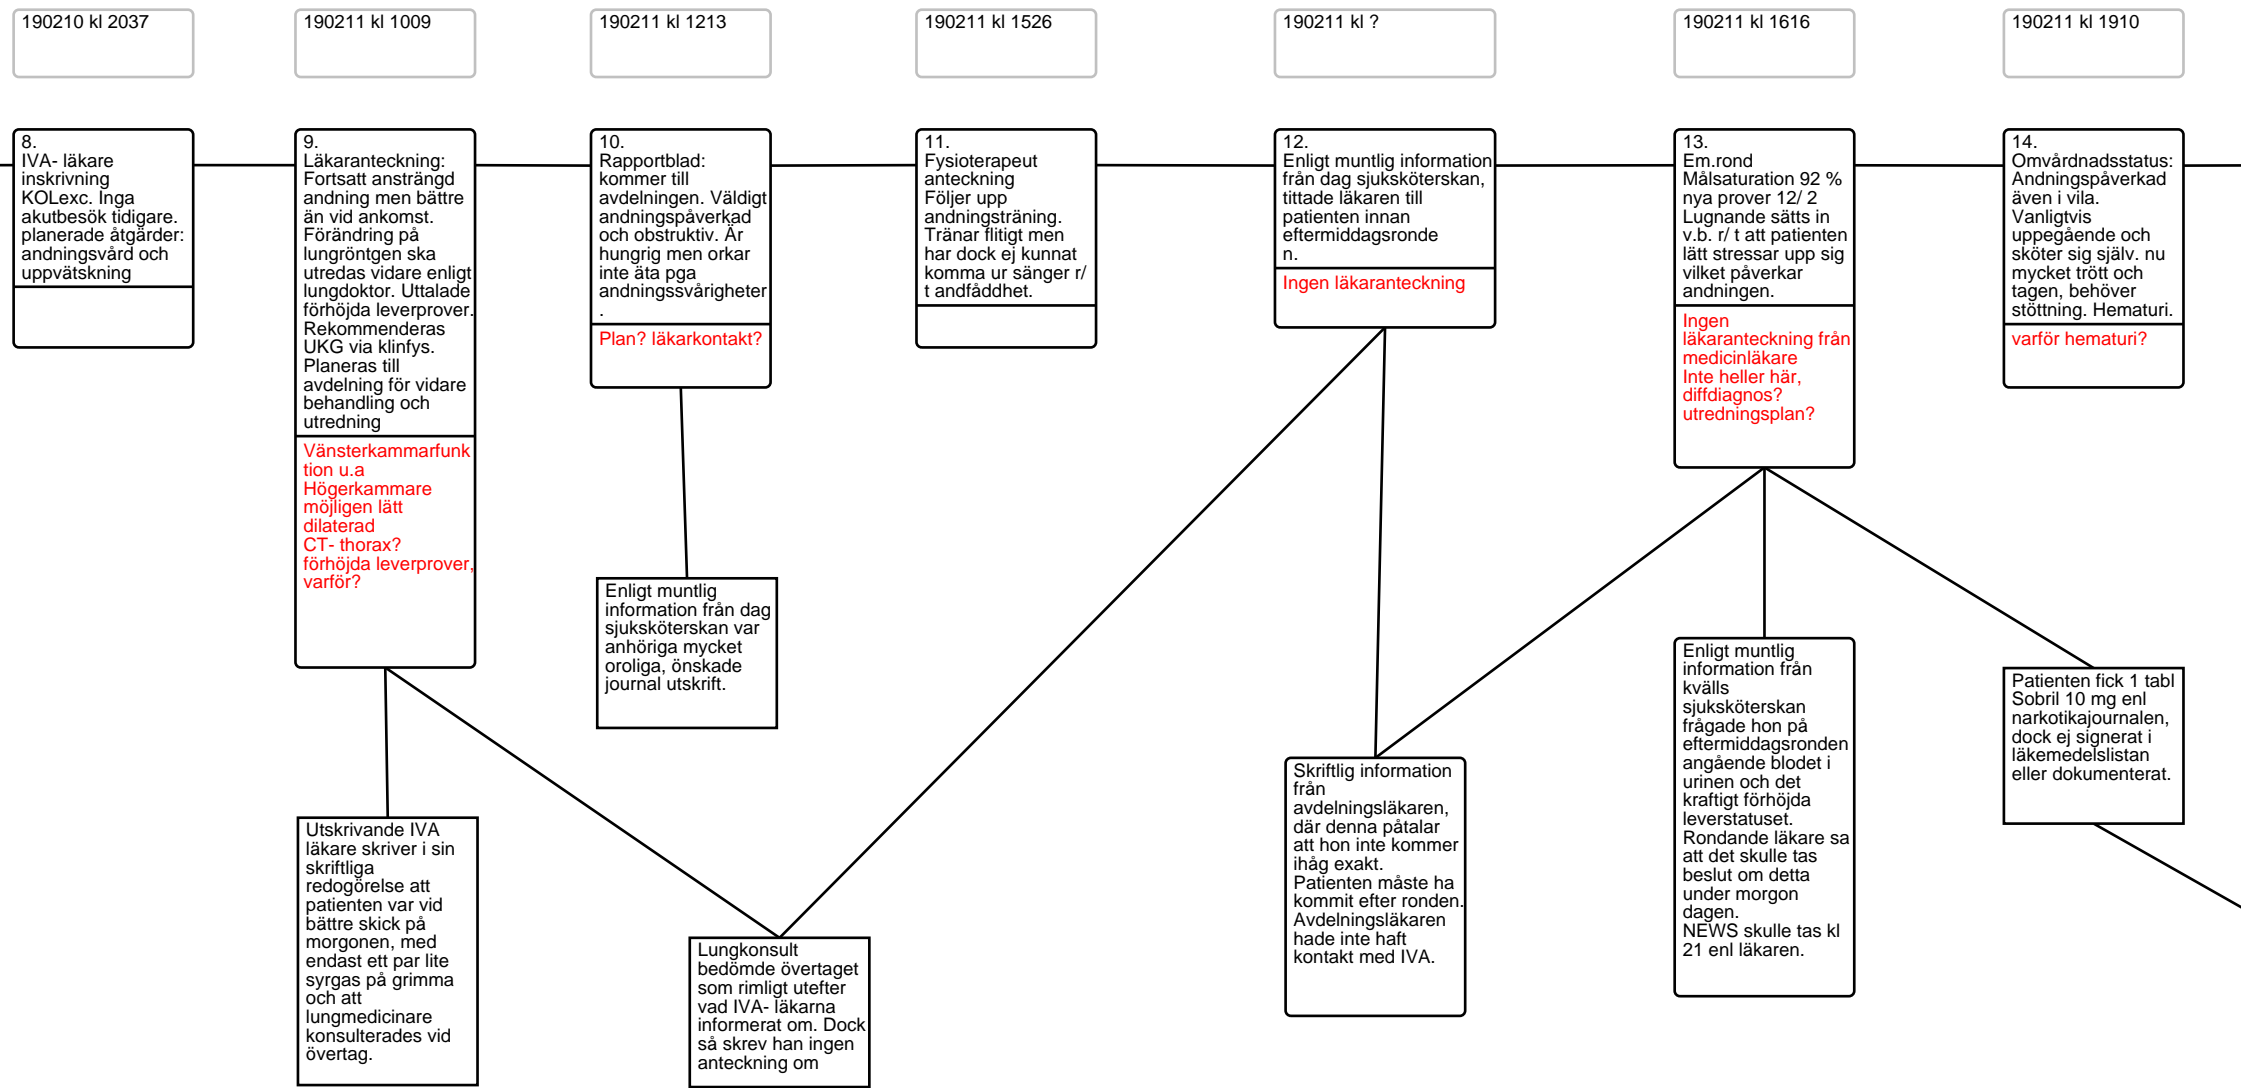 190210 kl 2037
190211 kl 1009
190211 kl 1213
190211 kl 1526
190211 kl ?
190211 kl 1616
190211 kl 1910
8.
IVA- läkare
inskrivning
KOLexc. Inga
akutbesök tidigare.
planerade åtgärder:
andningsvård och
uppvätskning
9.
Läkaranteckning:
Fortsatt ansträngd
andning men bättre
än vid ankomst.
Förändring på
lungröntgen ska
utredas vidare enligt
lungdoktor. Uttalade
förhöjda leverprover.
Rekommenderas
UKG via klinfys.
Planeras till
avdelning för vidare
behandling och
utredning
Vänsterkammarfunk
tion u.a
Högerkammare
möjligen lätt
dilaterad
CT- thorax?
förhöjda leverprover,
varför?
10.
Rapportblad:
kommer till
avdelningen. Väldigt
andningspåverkad
och obstruktiv. Är
hungrig men orkar
inte äta pga
andningssvårigheter
.
Plan? läkarkontakt?
11.
Fysioterapeut
anteckning
Följer upp
andningsträning.
Tränar flitigt men
har dock ej kunnat
komma ur sänger r/
t andfåddhet.
12.
Enligt muntlig information
från dag sjuksköterskan,
tittade läkaren till
patienten innan
eftermiddagsronde
n.
Ingen läkaranteckning
13.
Em.rond
Målsaturation 92 %
nya prover 12/ 2
Lugnande sätts in
v.b. r/ t att patienten
lätt stressar upp sig
vilket påverkar
andningen.
Ingen
läkaranteckning från
medicinläkare
Inte heller här,
diffdiagnos?
utredningsplan?
14.
Omvårdnadsstatus:
Andningspåverkad
även i vila.
Vanligtvis
uppegående och
sköter sig själv. nu
mycket trött och
tagen, behöver
stöttning. Hematuri.
varför hematuri?
Enligt muntlig
information från dag
sjuksköterskan var
anhöriga mycket
oroliga, önskade
journal utskrift.
Enligt muntlig
information från
kvälls
sjuksköterskan
frågade hon på
eftermiddagsronden
angående blodet i
urinen och det
kraftigt förhöjda
leverstatuset.
Rondande läkare sa
att det skulle tas
beslut om detta
under morgon
dagen.
NEWS skulle tas kl
21 enl läkaren.
Patienten fick 1 tabl
Sobril 10 mg enl
narkotikajournalen,
dock ej signerat i
läkemedelslistan
eller dokumenterat.
Skriftlig information
från
avdelningsläkaren,
där denna påtalar
att hon inte kommer
ihåg exakt.
Patienten måste ha
kommit efter ronden.
Avdelningsläkaren
hade inte haft
kontakt med IVA.
Utskrivande IVA
läkare skriver i sin
skriftliga
redogörelse att
patienten var vid
bättre skick på
morgonen, med
endast ett par lite
syrgas på grimma
och att
lungmedicinare
konsulterades vid
övertag.
Lungkonsult
bedömde övertaget
som rimligt utefter
vad IVA- läkarna
informerat om. Dock
så skrev han ingen
anteckning om